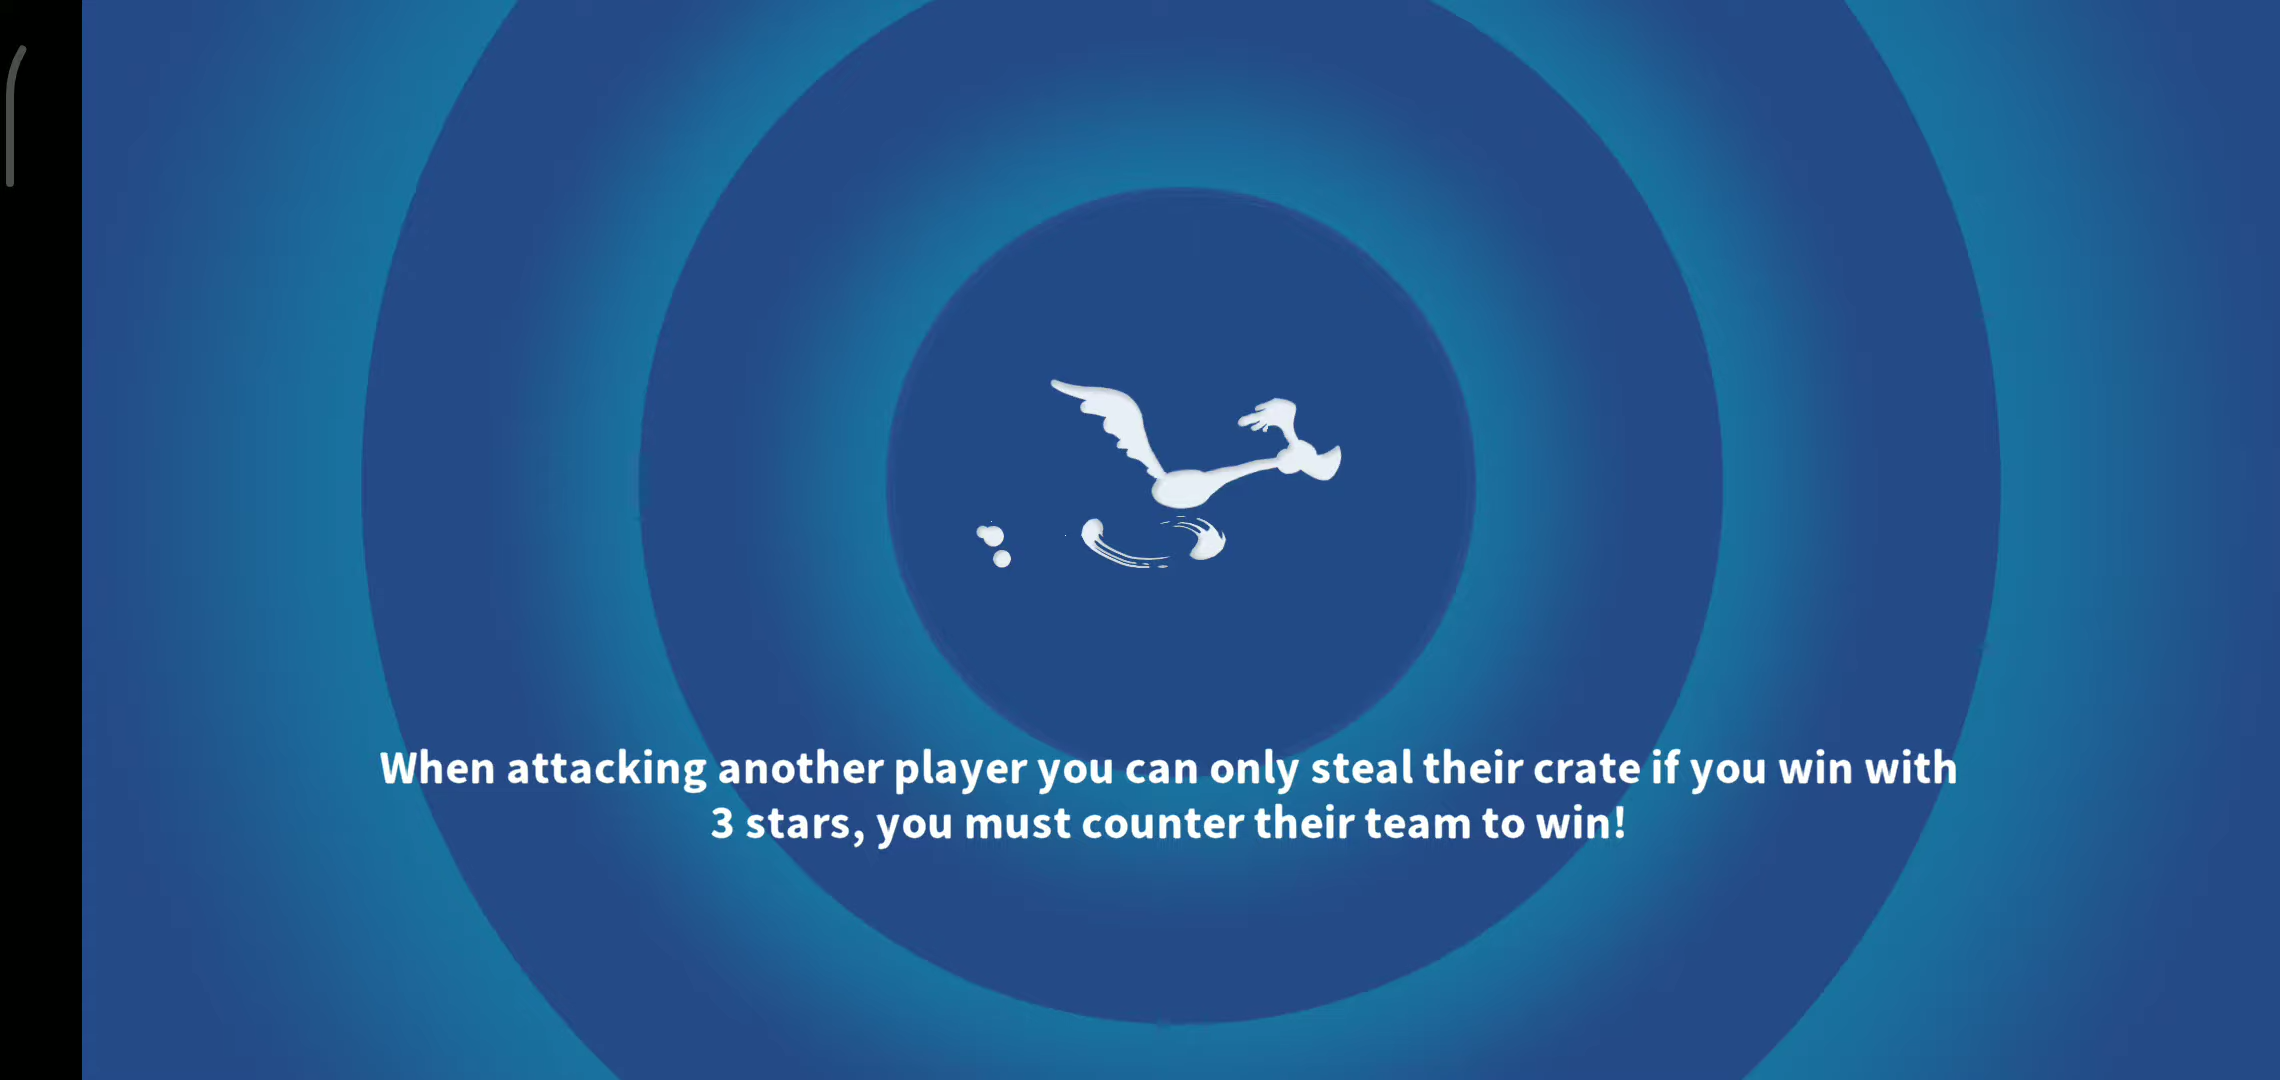 When attacking another player you can only steal their crate if you win with
3 stars, you must counter their team to win!